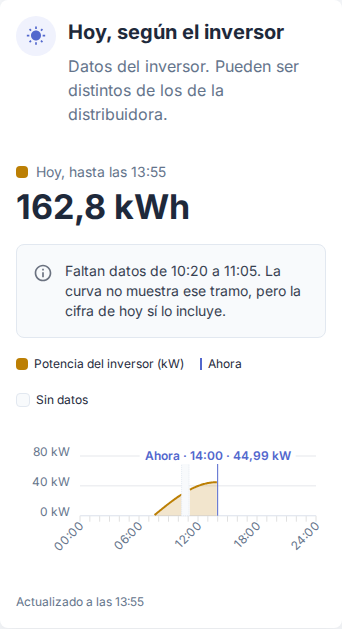 Hoy, según el inversor
Datos del inversor. Pueden ser
distintos de los de la
distribuidora.
Hoy, hasta las 13:55
162,8 kWh
Faltan datos de 10:20 a 11:05. La
curva no muestra ese tramo, pero la
cifra de hoy sí lo incluye.
Potencia del inversor (kW)
Ahora
Sin datos
80 kW
Ahora · 14:00 · 44,99 kW
40 kW
0 kW
00:00
06:00
12:00
18:00
24:00
Actualizado a las 13:55